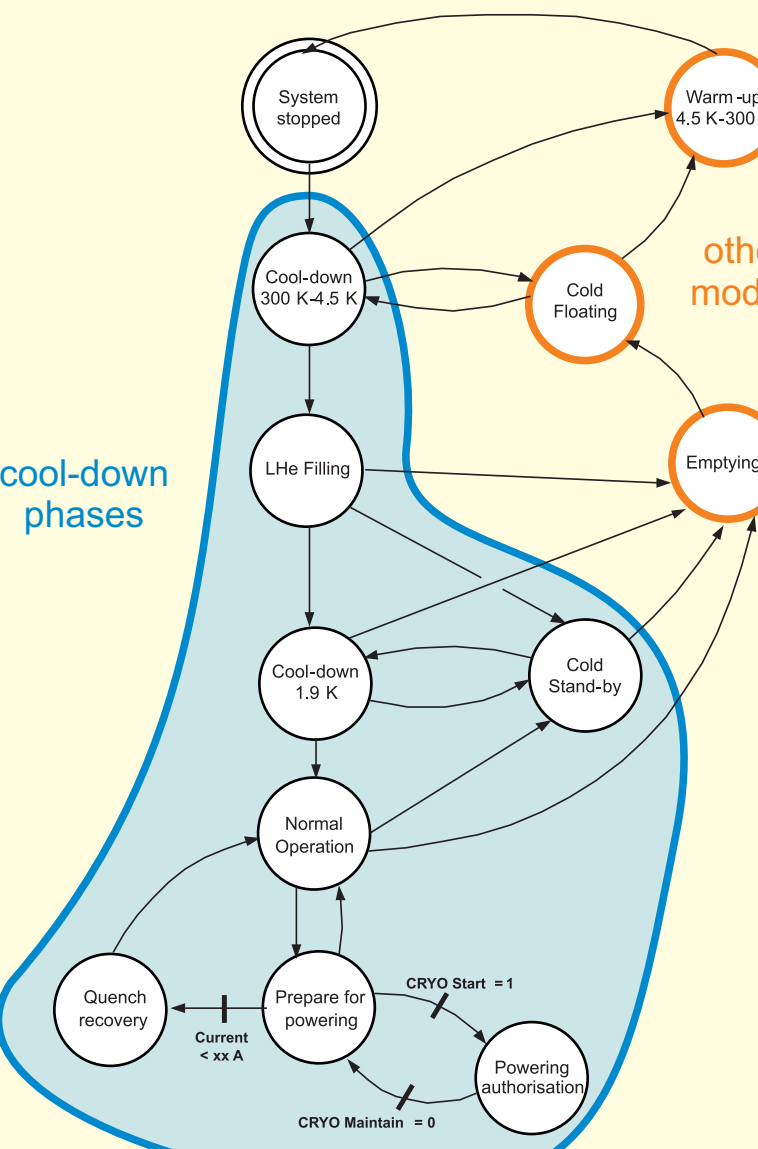 System
stopped
Warm-up
4.5 K-300
Cool-down
300 K-4.5 K
Cold
Floating
LHe Filling
Emptying
cool-down
phases
Cool-down
1.9 K
Cold
Stand-by
Normal
Operation
Quench
recovery
Prepare for
powering
CRYO Start = 1
Current
< xx A
Powering
authorisation
CRYO Maintain = 0